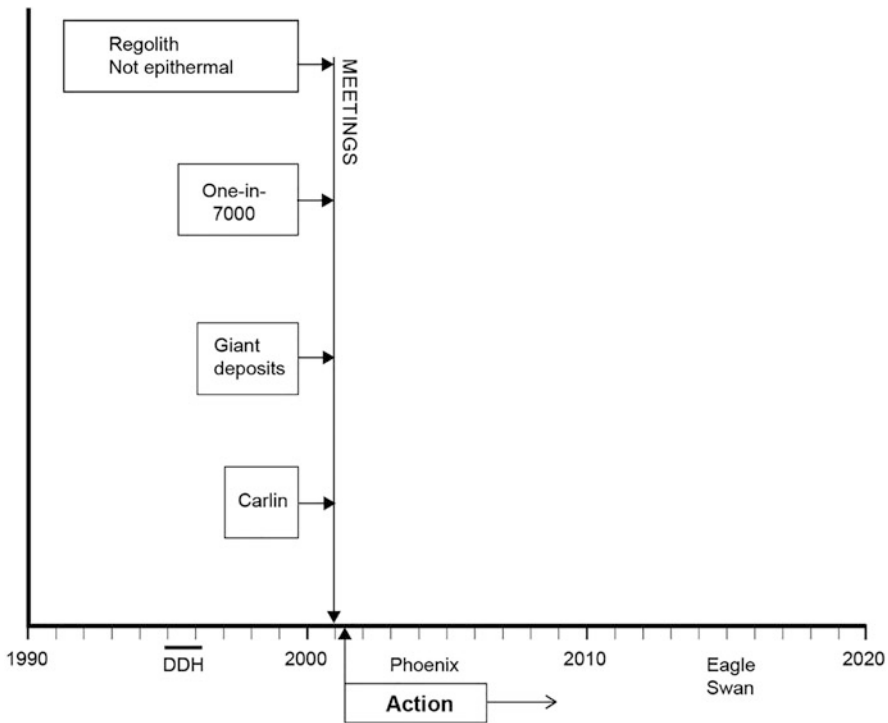 Regolith
Not epithermal
MEETINGS
One-in-
7000
Giant
deposits
Carlin
1990
2000
2010
2020
DDH
Phoenix
Eagle
Swan
Action